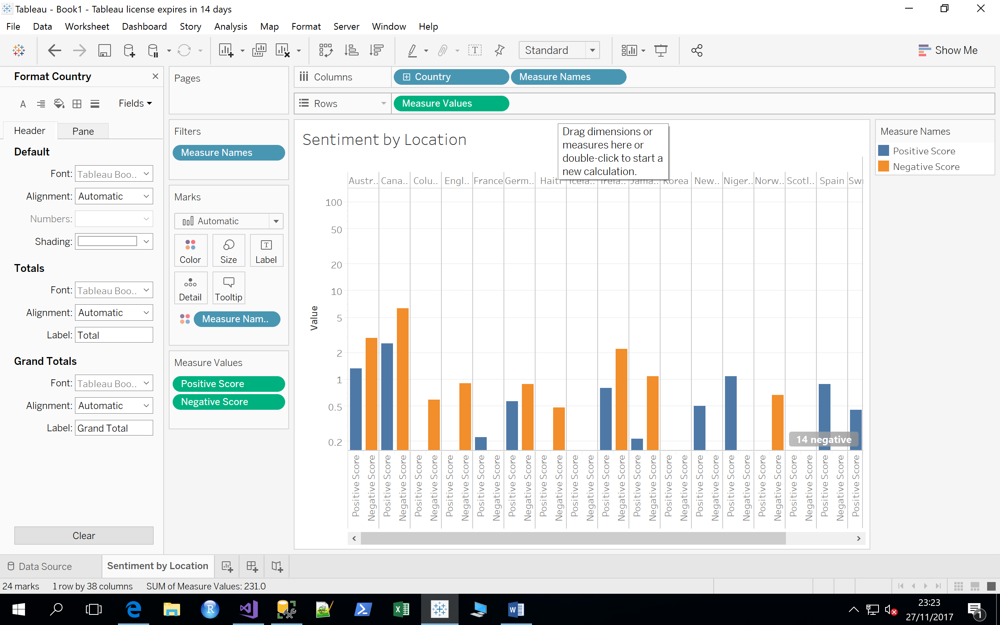 Tableau - Book1 - Tableau license expires in 14 days
File Data Worksheet Dashboard Story Analysis Map Format Server Window Help
Standard
Show Me
Format Country
Fields
Header Pane
Default
Font: Tableau Boo..
Alignment: Automatic
Numbers:
Shading:
Totals
Font: Tableau Boo..
Alignment: Automatic
Label: Total
Grand Totals
Font: Tableau Boo..
Alignment: Automatic
Label: Grand Total
Clear
Pages
Filters
Measure Names
Marks
Automatic
Color Size Label
Detail Tooltip
Measure Nam..
Measure Values
Positive Score
Negative Score
Columns Country Measure Names
Rows Measure Values
Sentiment by Location
Drag dimensions or
measures here or
double-click to start a
new calculation.
Austr.. Cana.. Colu.. Engl.. France Germ.. Haiti Icela.. Irela.. Jama.. Korea New.. Niger.. Norw.. Scotl.. Spain
100
50
20
10
5
2
1
0.5
0.2
Value
14 negative
Positive Score Negative Score Positive Score Negative Score Positive Score Negative Score Positive Score Negative Score Positive Score Negative Score Positive Score Negative Score Positive Score Negative Score Positive Score Negative Score Positive Score Negative Score Positive Score Negative Score Positive Score Negative Score Positive Score Negative Score Positive Score Negative Score Positive Score Negative Score Positive Score Negative Score Positive Score Negative Score Positive Score
Measure Names
Positive Score
Negative Score
Data Source Sentiment by Location
24 marks 1 row by 38 columns SUM of Measure Values: 231.0
23:23
27/11/2017
1